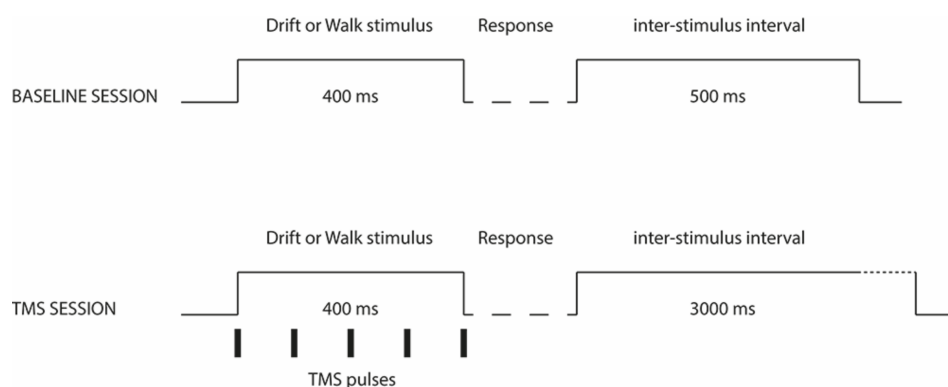 Drift or Walk stimulus Response inter-stimulus interval
BASELINE SESSION 400 ms 500 ms
Drift or Walk stimulus Response inter-stimulus interval
TMS SESSION 400 ms 3000 ms
TMS pulses